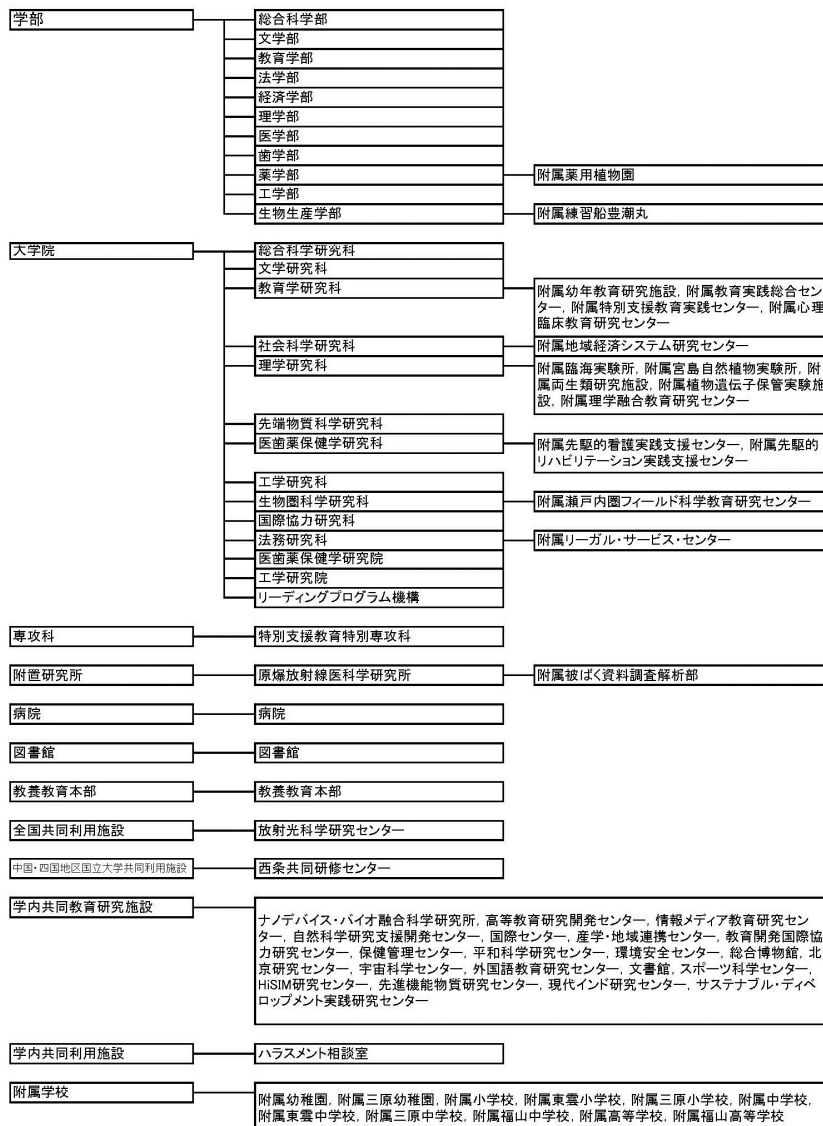 学部
総合科学部
文学部
教育学部
法学部
経済学部
理学部
医学部
歯学部
薬学部
附属薬用植物園
工学部
生物生産学部
附属練習船豊潮丸
大学院
総合科学研究科
文学研究科
教育学研究科
附属幼年教育研究施設, 附属教育実践総合セン
ター, 附属特別支援教育実践センター, 附属心理
臨床教育研究センター
社会科学研究科
附属地域経済システム研究センター
理学研究科
附属臨海実験所, 附属宮島自然植物実験所, 附
属両生類研究施設, 附属植物遺伝子保管実験施
設, 附属理学融合教育研究センター
先端物質科学研究科
医歯薬保健学研究科
附属先駆的看護実践支援センター, 附属先駆的
リハビリテーション実践支援センター
工学研究科
生物圏科学研究科
附属瀬戸内圏フィールド科学教育研究センター
国際協力研究科
法務研究科
附属リーガル・サービス・センター
医歯薬保健学研究院
工学研究院
リーディングプログラム機構
専攻科
特別支援教育特別専攻科
附置研究所
原爆放射線医科学研究所
附属被ばく資料調査解析部
病院
病院
図書館
図書館
教養教育本部
教養教育本部
全国共同利用施設
放射光科学研究センター
中国・四国地区国立大学共同利用施設
西条共同研修センター
学内共同教育研究施設
ナノデバイス・バイオ融合科学研究所, 高等教育研究開発センター, 情報メディア教育研究セン
ター, 自然科学研究支援開発センター, 国際センター, 産学・地域連携センター, 教育開発国際協
力研究センター, 保健管理センター, 平和科学研究センター, 環境安全センター, 総合博物館, 北
京研究センター, 宇宙科学センター, 外国語教育研究センター, 文書館, スポーツ科学センター,
HiSIM研究センター, 先進機能物質研究センター, 現代インド研究センター, サステナブル・ディベ
ロップメント実践研究センター
学内共同利用施設
ハラスメント相談室
附属学校
附属幼稚園, 附属三原幼稚園, 附属小学校, 附属東雲小学校, 附属三原小学校, 附属中学校,
附属東雲中学校, 附属三原中学校, 附属福山中学校, 附属高等学校, 附属福山高等学校